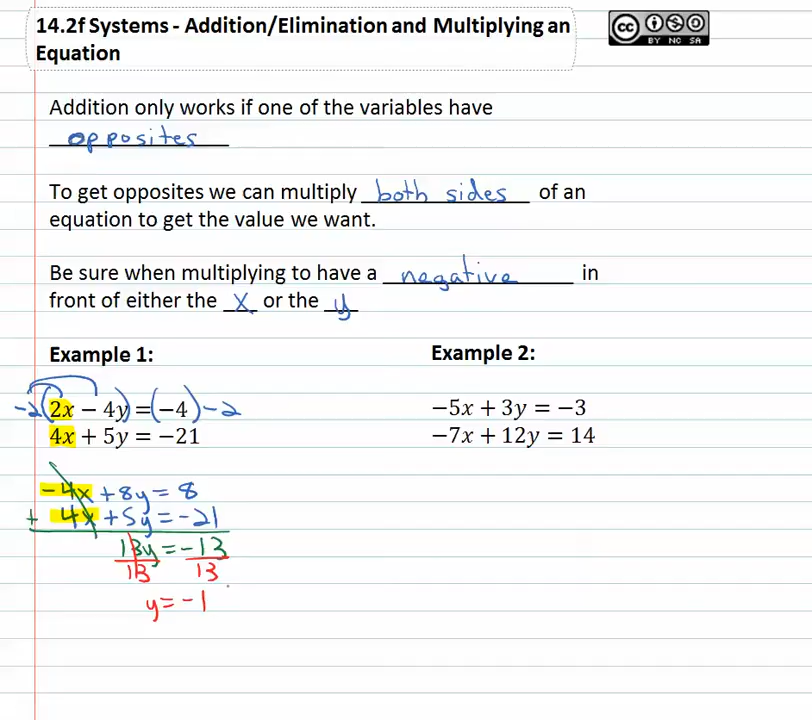 14.2f Systems - Addition/Elimination and Multiplying an
Equation
cc BY NC SA
Addition only works if one of the variables have
opposites
To get opposites we can multiply both sides of an
equation to get the value we want.
Be sure when multiplying to have a negative in
front of either the x or the y
Example 1:
-2(2x − 4y)=(−4)-2
4x + 5y = −21
-4x +8y = 8
+ 4x +5y = -21
13y = -13
13 13
y = -1
Example 2:
−5x + 3y = −3
−7x + 12y = 14